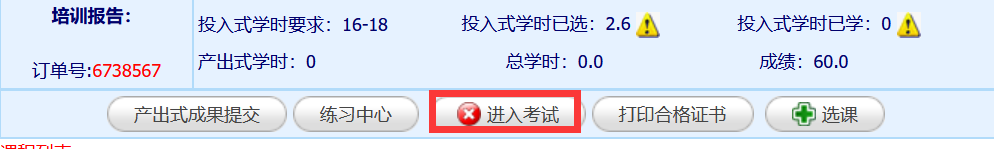 培训报告：
订单号:6738567
投入式学时要求：16-18 投入式学时已选：2.6 投入式学时已学：0
产出式学时：0 总学时：0.0 成绩：60.0
产出式成果提交 练习中心 进入考试 打印合格证书 选课